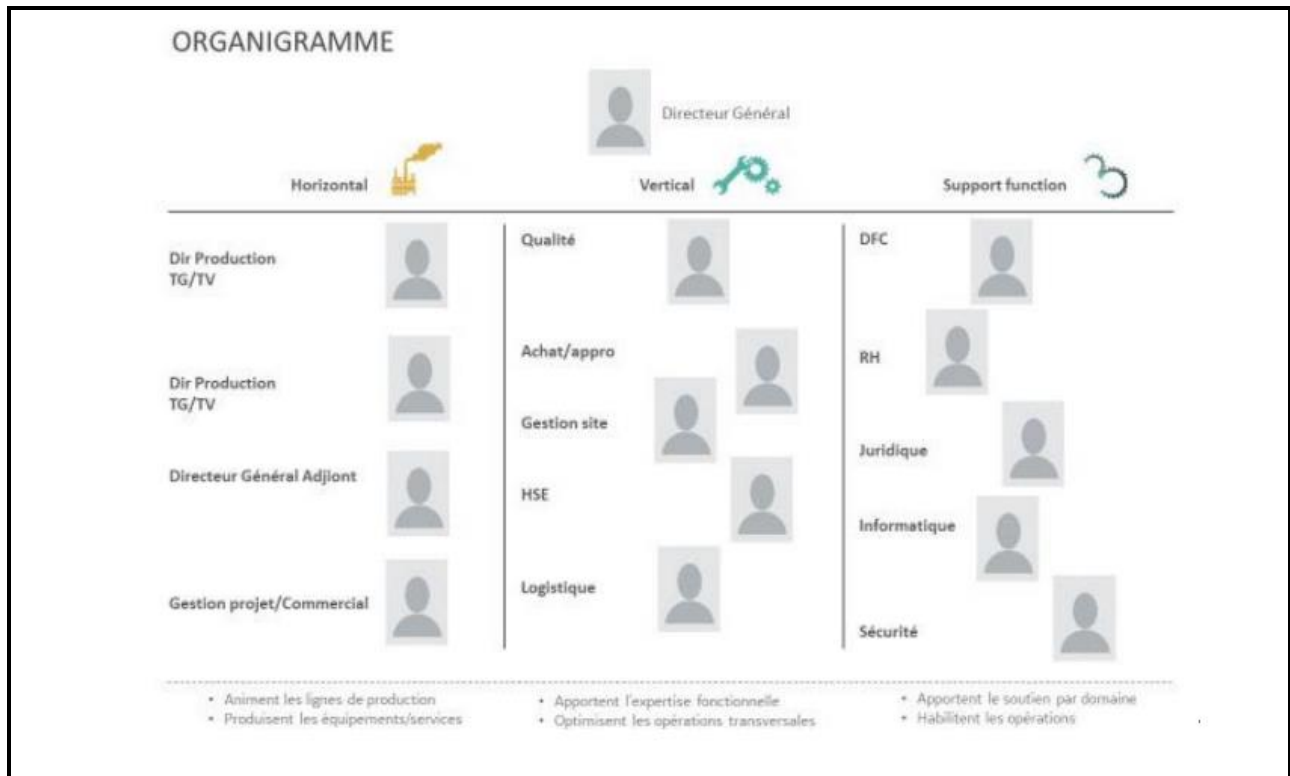 ORGANIGRAMME
Directeur Général
Horizontal
Vertical
Support function
Dir Production
TG/TV
Dir Production
TG/TV
Directeur Général Adjiont
Gestion projet/Commercial
Qualité
Achat/appro
Gestion site
HSE
Logistique
DFC
RH
Juridique
Informatique
Sécurité
• Animent les lignes de production
• Produisent les équipements/services
• Apportent l'expertise fonctionnelle
• Optimisent les opérations transversales
• Apportent le soutien par domaine
• Habilitent les opérations